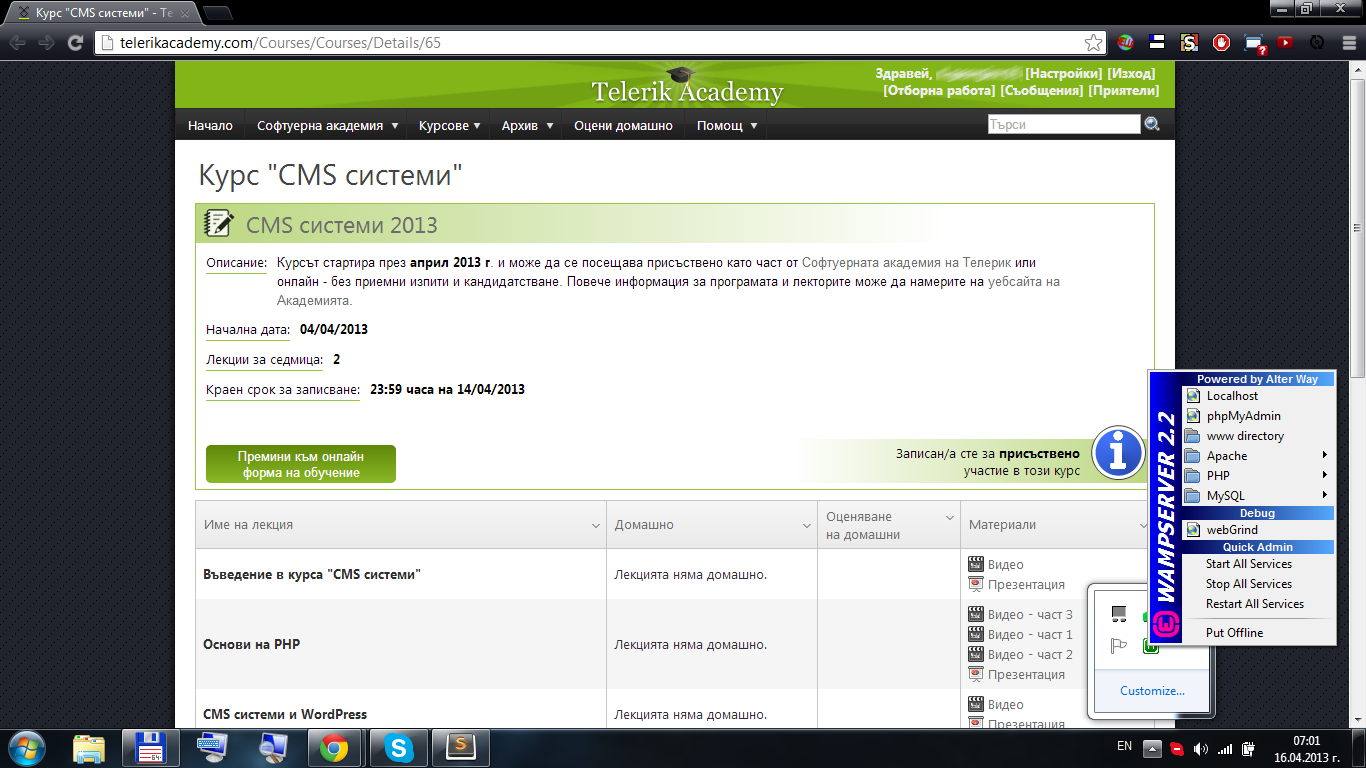 Курс "CMS системи" - Te
telerikacademy.com/Courses/Courses/Details/65
Здравей, [Настройки] [Изход]
[Отборна работа] [Съобщения] [Приятели]
Telerik Academy
Начало Софтуерна академия Курсове Архив Оцени домашно Помощ Търси
Курс "CMS системи"
CMS системи 2013
Описание: Курсът стартира през април 2013 г. и може да се посещава присъствено като част от Софтуерната академия на Телерик или
онлайн - без приемни изпити и кандидатстване. Повече информация за програмата и лекторите може да намерите на уебсайта на
Академията.
Начална дата: 04/04/2013
Лекции за седмица: 2
Краен срок за записване: 23:59 часа на 14/04/2013
Премини към онлайн
форма на обучение
Записан/а сте за присъствено
участие в този курс
Име на лекция Домашно Оценяване
на домашни Материали
Въведение в курса "CMS системи" Лекцията няма домашно. Видео
Презентация
Основи на PHP Лекцията няма домашно. Видео - част 3
Видео - част 1
Видео - част 2
Презентация
CMS системи и WordPress Лекцията няма домашно. Видео
Презентация
WAMPSERVER 2.2
Powered by Alter Way
Localhost
phpMyAdmin
www directory
Apache
PHP
MySQL
Debug
webGrind
Quick Admin
Start All Services
Stop All Services
Restart All Services
Put Offline
Customize...
64
S
EN
07:01
16.04.2013 г.